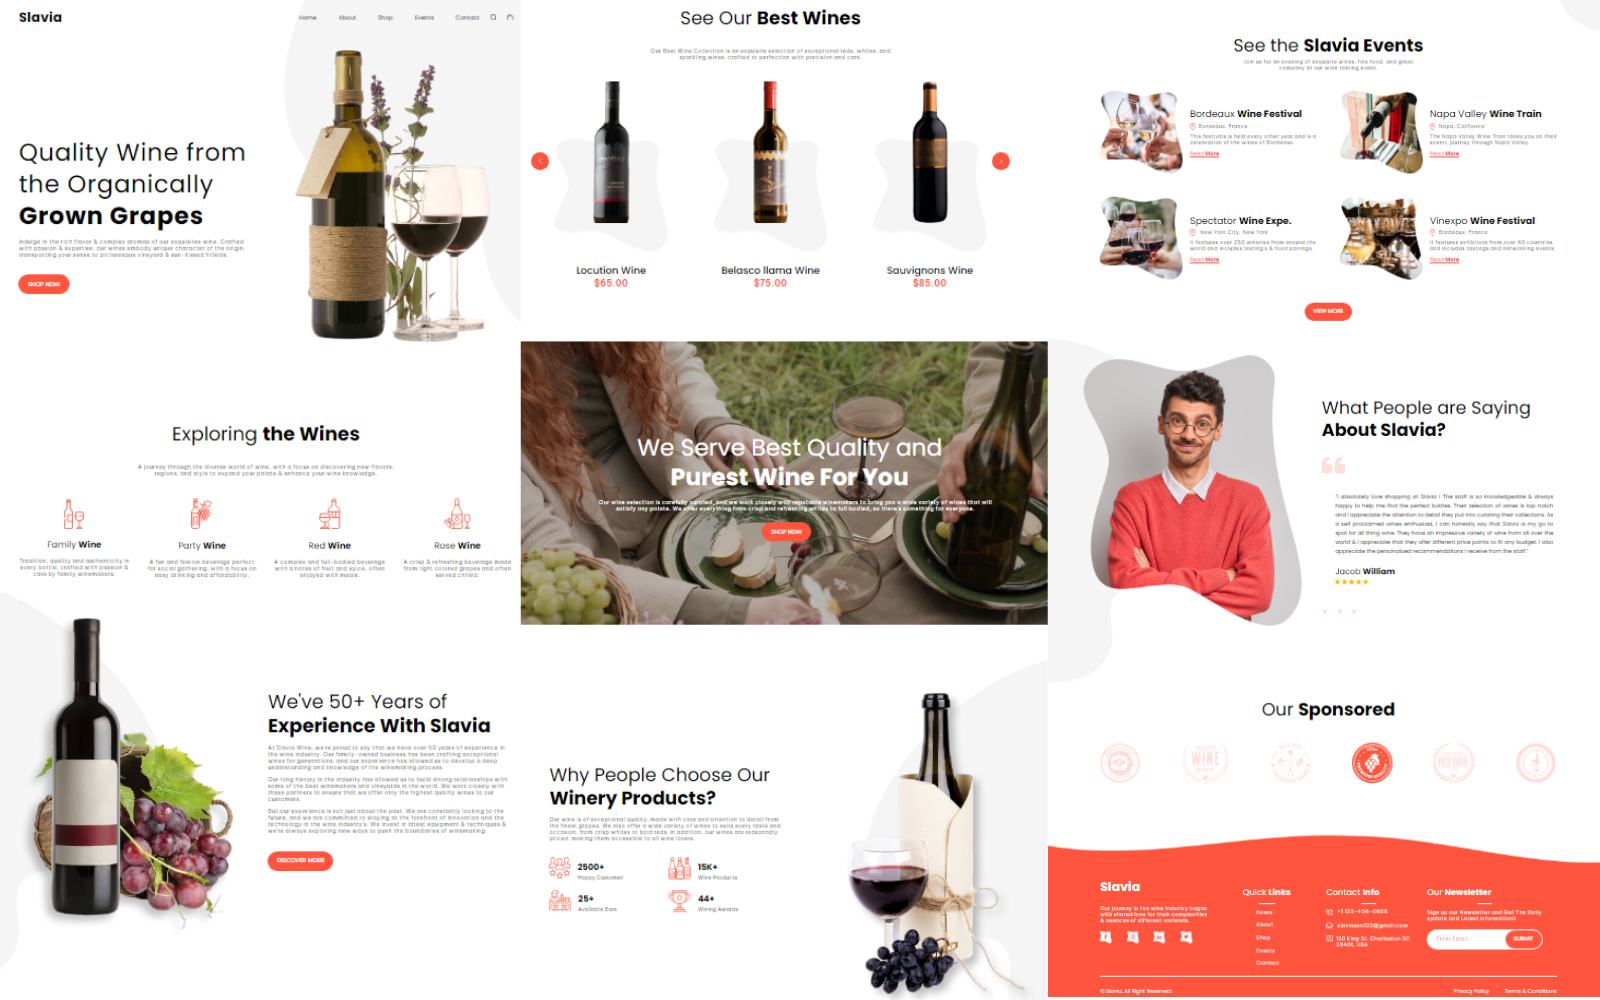 Slavia
Home About Shop Events Contact
Quality Wine from
the Organically
Grown Grapes
Indulge in the rich flavor & complex aromas of our exquisites wine. Crafted
with passion & expertise, our wines embody unique character of the origin,
transporting your sense to picturesque vineyard & sun-kissed hillside.
SHOP NOW
Exploring the Wines
A journey through the diverse world of wine, with a focus on discovering new flavors,
regions, and style to expand your palate & enhance your wine knowledge.
Family Wine
Tradition, quality and authenticity in
every bottle, crafted with passion &
care by family winemakers.
Party Wine
A fun and festive beverage perfect
for social gathering, with a focus on
easy drinking and affordability.
Red Wine
A complex and full-bodied beverage
with a notes of fruit and spice, often
enjoyed with meals.
Rose Wine
A crisp & refreshing beverage made
from light colored grapes and often
served chilled.
We've 50+ Years of
Experience With Slavia
At Slavia Wine, we're proud to say that we have over 50 years of experience in
the wine industry. Our family-owned business has been crafting exceptional
wines for generations, and our experience has allowed us to develop a deep
understanding and knowledge of the winemaking process.
Our long history in the industry has allowed us to build strong relationships with
some of the best winemakers and vineyards in the world. We work closely with
these partners to ensure that we offer only the highest quality wines to our
customers.
But our experience is not just about the past. We are constantly looking to the
future, and we are committed to staying at the forefront of innovation and the
technology in the wine industry's. We invest in latest equipment & techniques &
we're always exploring new ways to push the boundaries of winemaking.
DISCOVER MORE
See Our Best Wines
Our Best Wine Collection is an exquisite selection of exceptional reds, whites, and
sparkling wines, crafted to perfection with precision and care.
Locution Wine
$65.00
Belasco llama Wine
$75.00
Sauvignons Wine
$85.00
We Serve Best Quality and
Purest Wine For You
Our wine selection is carefully curated, and we work closely with reputable winemakers to bring you a wide variety of wines that will
satisfy any palate. We offer everything from crisp and refreshing whites to full bodied, so there's something for everyone.
SHOP NOW
Why People Choose Our
Winery Products?
Our wine is of exceptional quality, made with care and attention to detail from
the finest grapes. We also offer a wide variety of wines to suits every taste and
occasion, from crisp whites to bold reds. In addition, our wines are reasonably
priced, making them accessible to all wine lovers.
2500+
Happy Customer
15K+
Wine Products
25+
Available Bars
44+
Wining Awards
See the Slavia Events
Join us for an evening of exquisite wines, fine food, and great
company at our wine tasting event.
Bordeaux Wine Festival
Bordeaux, France
This festivals is held every other year and is a
celebration of the wines of Bordeaux.
Read More
Napa Valley Wine Train
Napa, California
The Napa Valley Wine Train takes you on their
scenic journey through Napa Valley.
Read More
Spectator Wine Expe.
New York City, New York
It features over 250 wineries from around the
world and includes tasting's & food pairings.
Read More
Vinexpo Wine Festival
Bordeaux, France
It features exhibitors from over 40 countries
and includes tastings and networking events.
Read More
VIEW MORE
What People are Saying
About Slavia?
"I absolutely love shopping at Slavia ! The staff is so knowledgeable & always
happy to help me find the perfect bottles. Their selection of wines is top notch
and I appreciate the attention to detail they put into curating their collections. As
a self proclaimed wines enthusiast, I can honestly say that Slavia is my go to
spot for all thing wine. They have an impressive variety of wine from all over the
world & I appreciate that they offer different price points to fit any budget. I also
appreciate the personalised recommendations I receive from the staff."
Jacob William
Our Sponsored
WINE
RED WINE
Slavia
Our journey in the wine industry began
with shared love for their complexities
& nuances of different varietals.
Quick Links
Home
About
Shop
Events
Contact
Contact Info
+1 123-456-0606
slaviaasa123@gmail.com
130 King St, Charleston SC
29401, USA
Our Newsletter
Sign up our Newsletter and Get The Daily
update and Latest Information!!
Enter Email
SUBMIT
© Slavia. All Right Reserved.
Privacy Policy Terms & Conditions